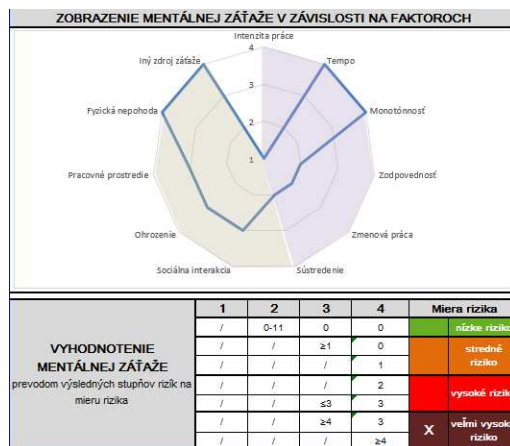 ZOBRAZENIE MENTÁLNEJ ZÁŤAŽE V ZÁVISLOSTI NA FAKTOROCH
Intenzita práce
4
Iný zdroj záťaže
Tempo
3
Fyzická nepohoda
Monotónnosť
2
1
Pracovné prostredie
Zodpovednosť
Ohrozenie
Zmenová práca
Sociálna interakcia
Sústredenie
1 2 3 4 Miera rizika
/ 0-11 0 0 nízke riziko
/ / ≥1 0 stredné
/ / / 1 riziko
VYHODNOTENIE
MENTÁLNEJ ZÁŤAŽE
prevodom výsledných stupňov rizík na
mieru rizika
/ / / 2 vysoké riziko
/ / ≤3 3
/ / ≥4 3 X veľmi vysoké
/ / / ≥4 riziko